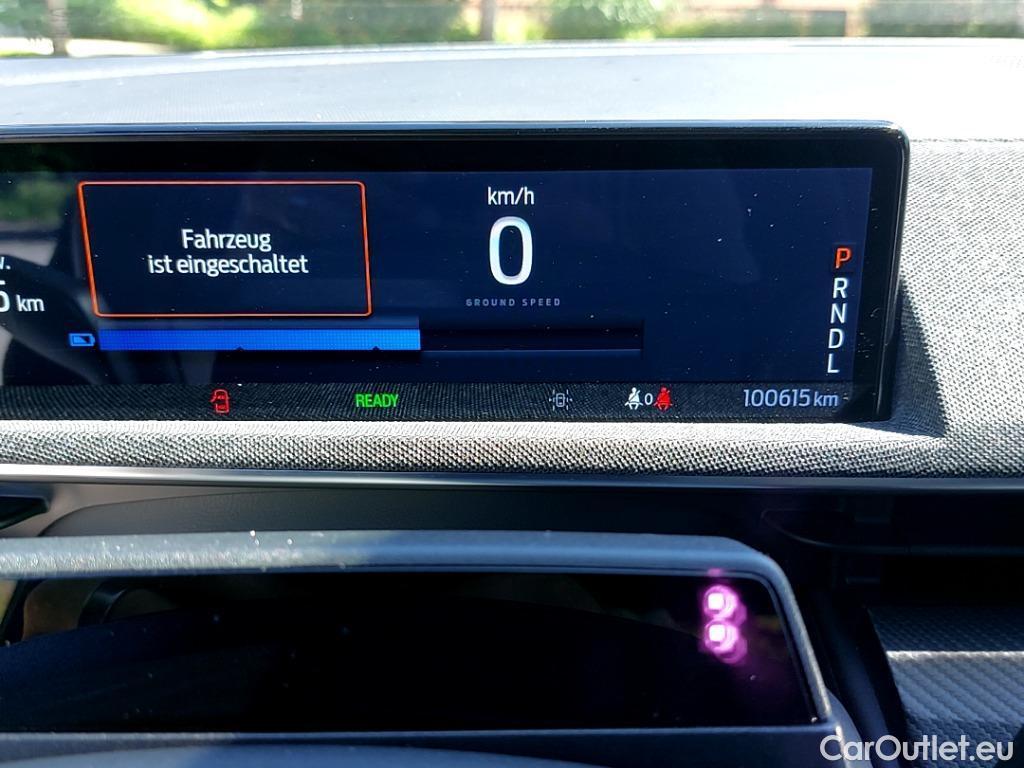 km/h
Fahrzeug
ist eingeschaltet
0
GROUND SPEED
km
P
R
N
D
L
READY
0
100615 km
CarOutlet.eu